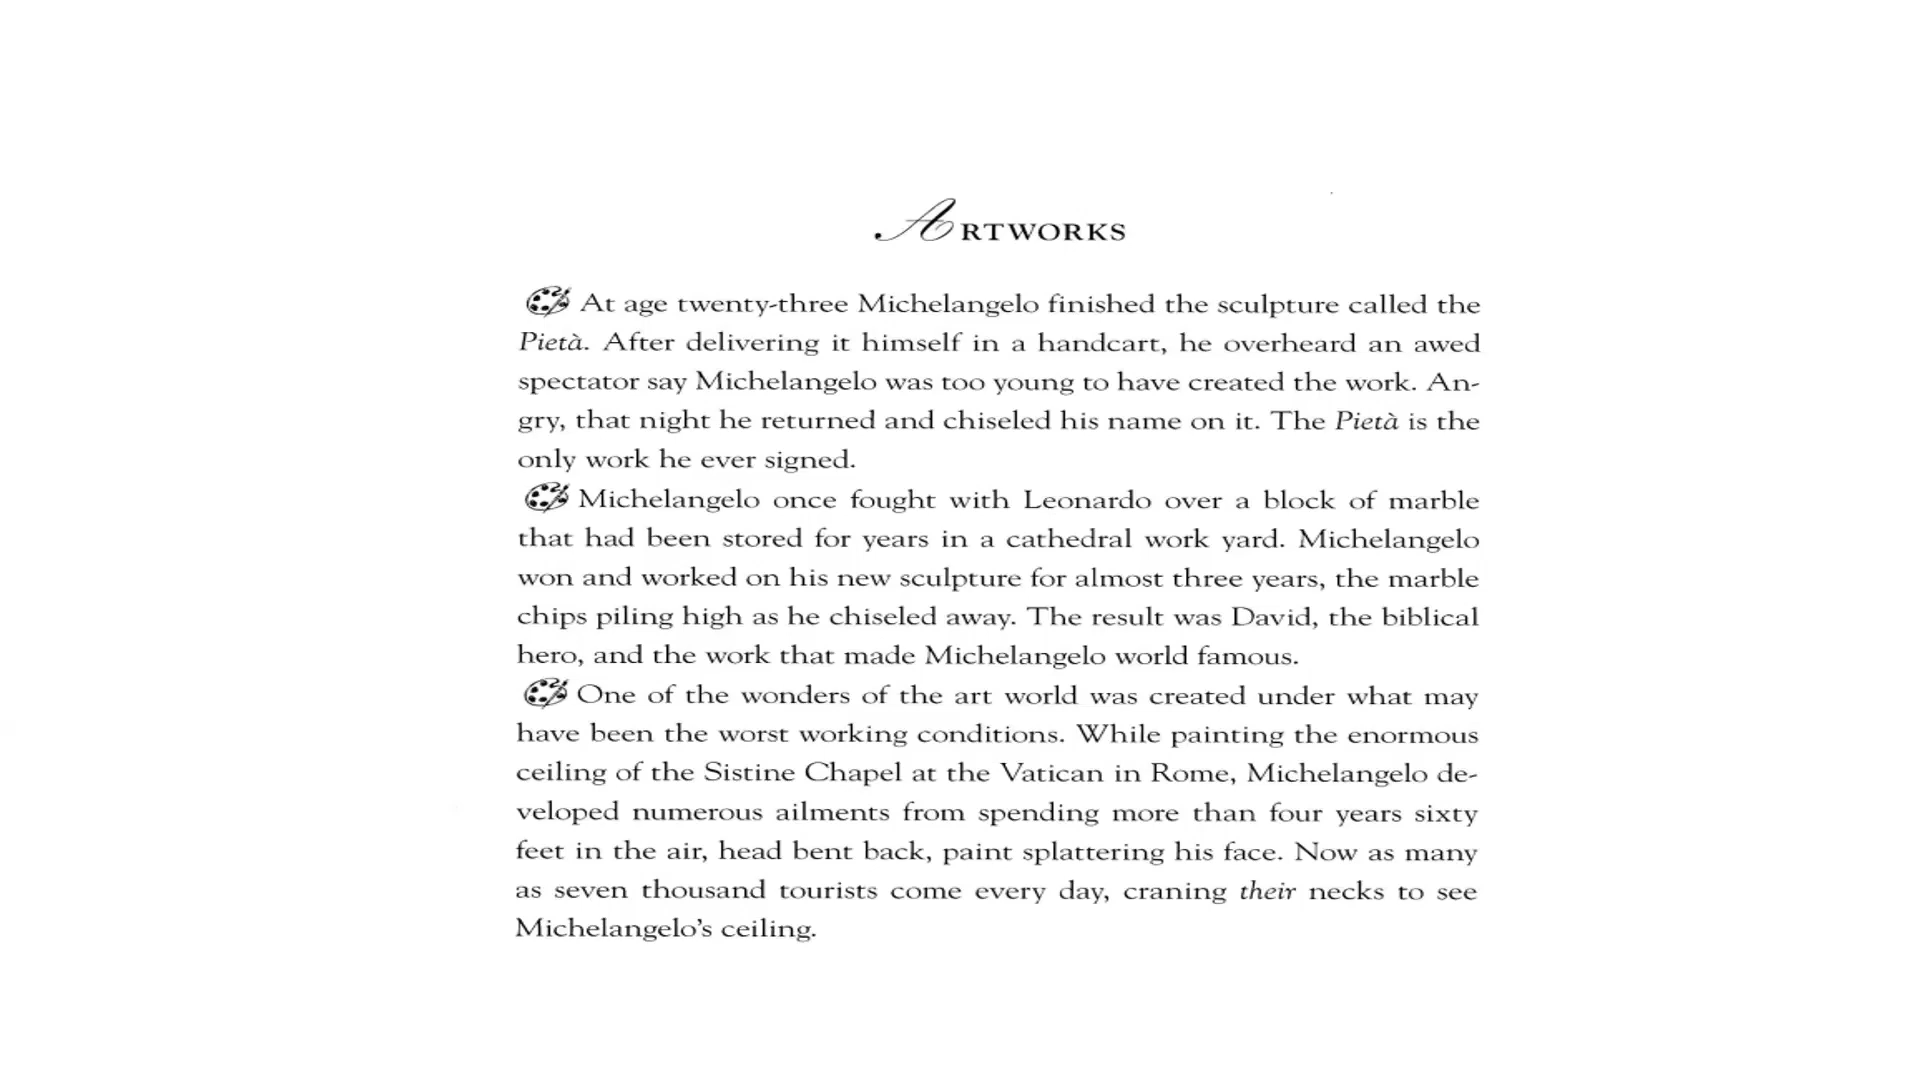 ARTWORKS
At age twenty-three Michelangelo finished the sculpture called the
Pietà. After delivering it himself in a handcart, he overheard an awed
spectator say Michelangelo was too young to have created the work. An-
gry, that night he returned and chiseled his name on it. The Pietà is the
only work he ever signed.
Michelangelo once fought with Leonardo over a block of marble
that had been stored for years in a cathedral work yard. Michelangelo
won and worked on his new sculpture for almost three years, the marble
chips piling high as he chiseled away. The result was David, the biblical
hero, and the work that made Michelangelo world famous.
One of the wonders of the art world was created under what may
have been the worst working conditions. While painting the enormous
ceiling of the Sistine Chapel at the Vatican in Rome, Michelangelo de-
veloped numerous ailments from spending more than four years sixty
feet in the air, head bent back, paint splattering his face. Now as many
as seven thousand tourists come every day, craning their necks to see
Michelangelo's ceiling.